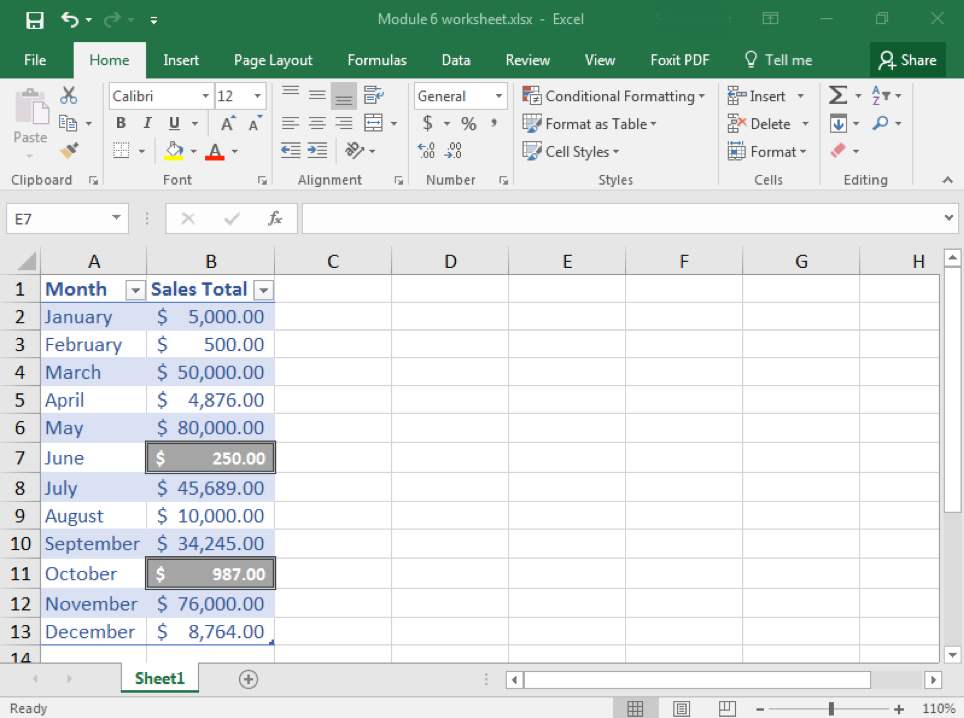 Module 6 worksheet.xlsx - Excel
File Home Insert Page Layout Formulas Data Review View Foxit PDF Tell me Share
Calibri 12 General Conditional Formatting Insert Σ
Paste B I U A A $ % , Format as Table Delete
A Cell Styles Format
Clipboard Font Alignment Number Styles Cells Editing
E7 fx
A B C D E F G H
1 Month Sales Total
2 January $ 5,000.00
3 February $ 500.00
4 March $ 50,000.00
5 April $ 4,876.00
6 May $ 80,000.00
7 June $ 250.00
8 July $ 45,689.00
9 August $ 10,000.00
10 September $ 34,245.00
11 October $ 987.00
12 November $ 76,000.00
13 December $ 8,764.00
14
Sheet1
Ready 110%